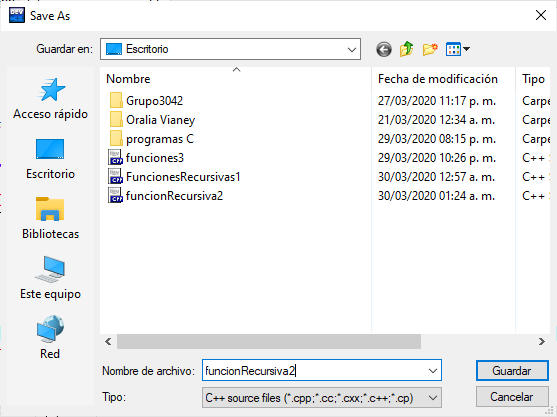 Save As
Guardar en: Escritorio
Nombre Fecha de modificación Tipo
Grupo3042 27/03/2020 11:17 p. m. Carpe
Oralia Vianey 21/03/2020 12:34 a. m. Carpe
programas C 29/03/2020 08:15 p. m. Carpe
funciones3 29/03/2020 10:26 p. m. C++
FuncionesRecursivas1 30/03/2020 12:57 a. m. C++
funcionRecursiva2 30/03/2020 01:24 a. m. C++
Acceso rápido
Escritorio
Bibliotecas
Este equipo
Red
Nombre de archivo: funcionRecursiva2 Guardar
Tipo: C++ source files (*.cpp;*.cc;*.cxx;*.c++;*.cp) Cancelar